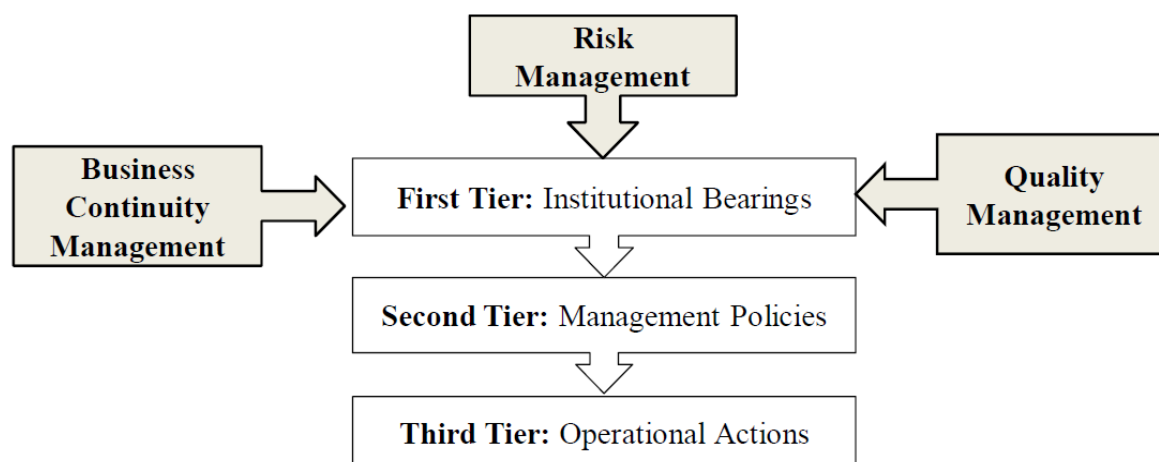 Risk
Management
Business
Continuity
Management
First Tier: Institutional Bearings
Quality
Management
Second Tier: Management Policies
Third Tier: Operational Actions